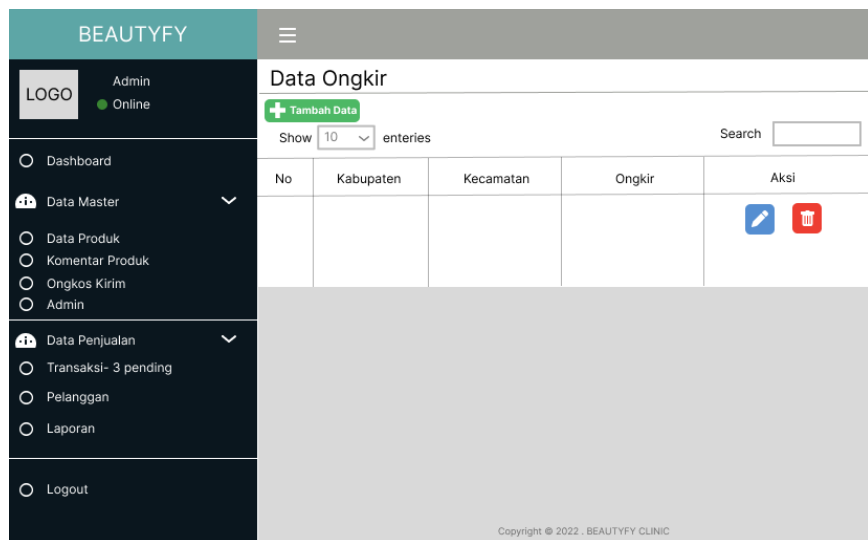 BEAUTYFY
LOGO
Admin
Online
Dashboard
Data Master
Data Produk
Komentar Produk
Ongkos Kirim
Admin
Data Penjualan
Transaksi- 3 pending
Pelanggan
Laporan
Logout
Data Ongkir
Tambah Data
Show 10 enteries
Search
No Kabupaten Kecamatan Ongkir Aksi
Copyright © 2022 . BEAUTYFY CLINIC